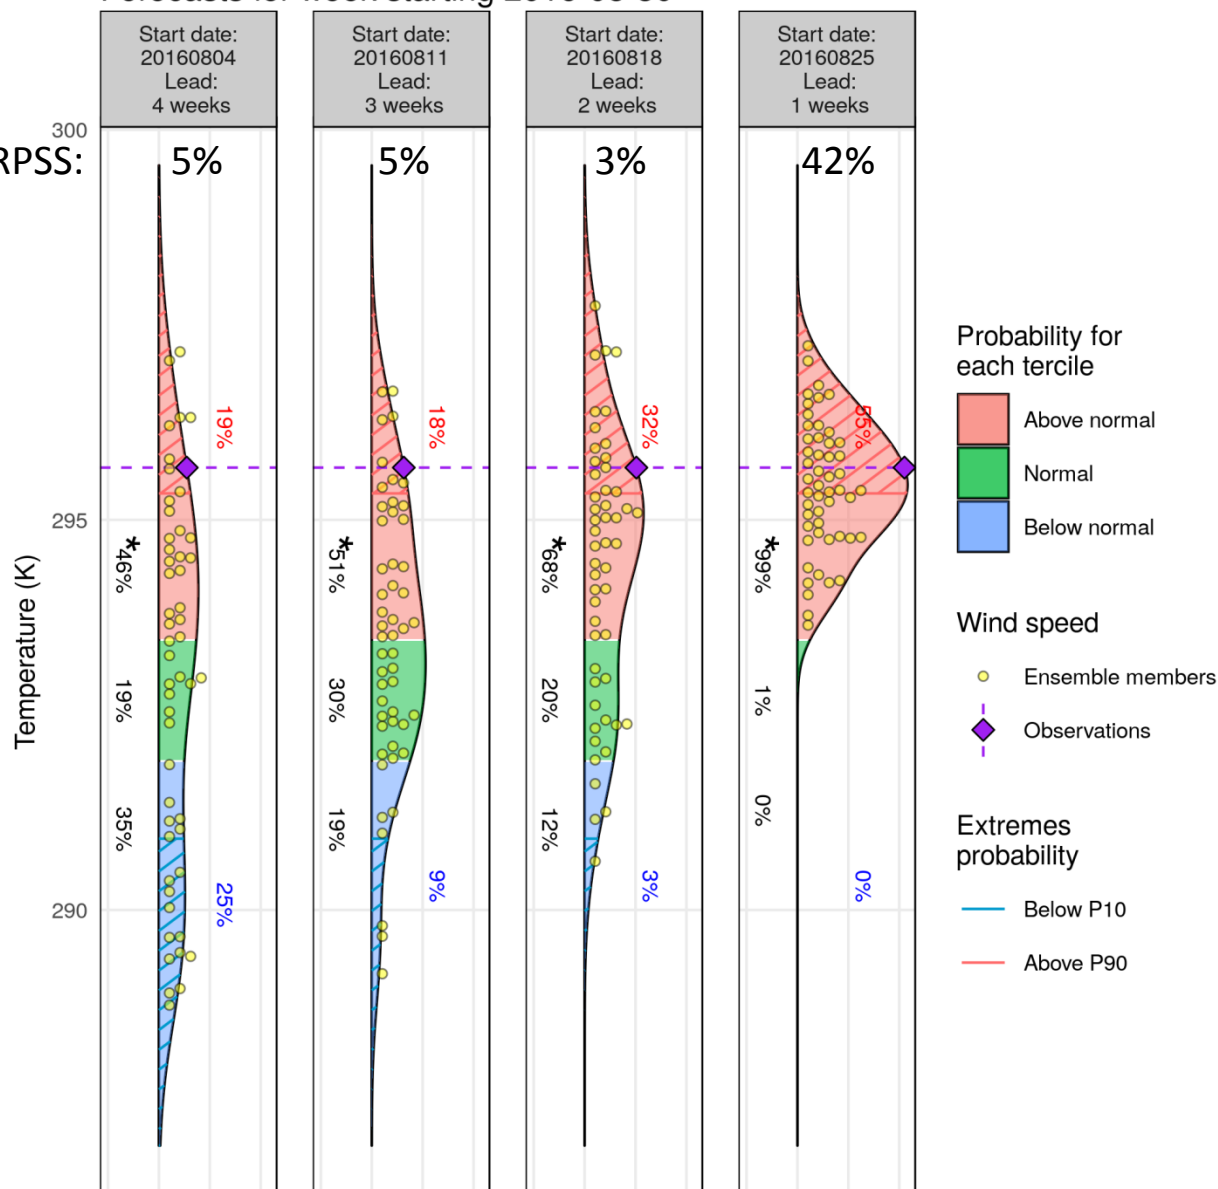 Start date:
20160804
Lead:
4 weeks
Start date:
20160811
Lead:
3 weeks
Start date:
20160818
Lead:
2 weeks
Start date:
20160825
Lead:
1 weeks
RPSS:
5%
5%
3%
42%
Temperature (K)
300
295
290
19%
*46%
19%
35%
25%
18%
*51%
30%
19%
9%
32%
*68%
20%
12%
3%
55%
*99%
1%
0%
0%
Probability for
each tercile
Above normal
Normal
Below normal
Wind speed
Ensemble members
Observations
Extremes
probability
Below P10
Above P90